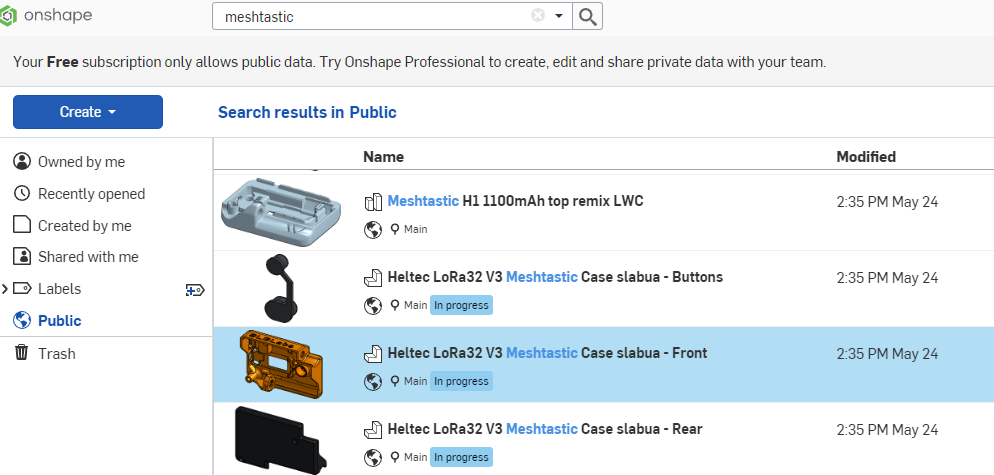 onshape
meshtastic
Your Free subscription only allows public data. Try Onshape Professional to create, edit and share private data with your team.
Create
Search results in Public
Owned by me
Recently opened
Created by me
Shared with me
Labels
Public
Trash
Name Modified
Meshtastic H1 1100mAh top remix LWC 2:35 PM May 24
Main
Heltec LoRa32 V3 Meshtastic Case slabua - Buttons 2:35 PM May 24
Main In progress
Heltec LoRa32 V3 Meshtastic Case slabua - Front 2:35 PM May 24
Main In progress
Heltec LoRa32 V3 Meshtastic Case slabua - Rear 2:35 PM May 24
Main In progress